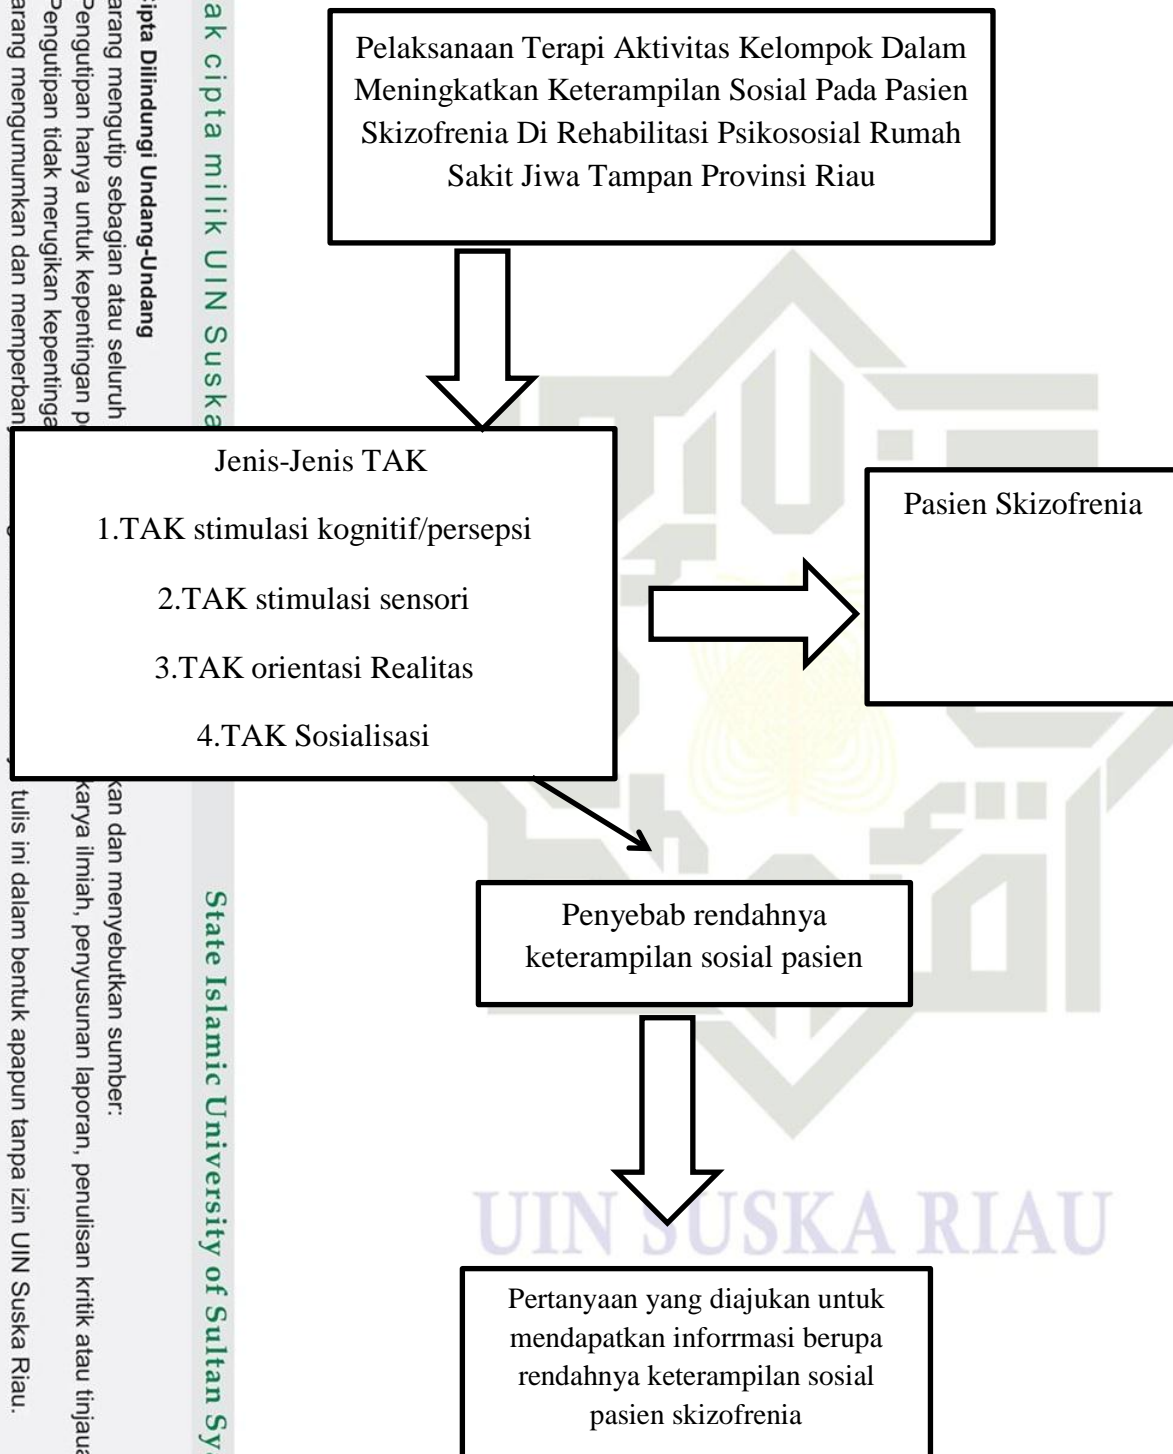 Pelaksanaan Terapi Aktivitas Kelompok Dalam
Meningkatkan Keterampilan Sosial Pada Pasien
Skizofrenia Di Rehabilitasi Psikososial Rumah
Sakit Jiwa Tampan Provinsi Riau
Jenis-Jenis TAK
1.TAK stimulasi kognitif/persepsi
2.TAK stimulasi sensori
3.TAK orientasi Realitas
4.TAK Sosialisasi
Pasien Skizofrenia
Penyebab rendahnya
keterampilan sosial pasien
Pertanyaan yang diajukan untuk
mendapatkan inforrmasi berupa
rendahnya keterampilan sosial
pasien skizofrenia
UIN SUSKA RIAU
ak cipta milik UIN Suska
State Islamic University of Sultan Sy
ipta Dilindungi Undang-Undang
arang mengutip sebagian atau seluruh
kan dan menyebutkan sumber:
Pengutipan hanya untuk kepentingan pe
karya ilmiah, penyusunan laporan, penulisan kritik atau tinjaua
Pengutipan tidak merugikan kepentinga
arang mengumumkan dan memperbany
tulis ini dalam bentuk apapun tanpa izin UIN Suska Riau.